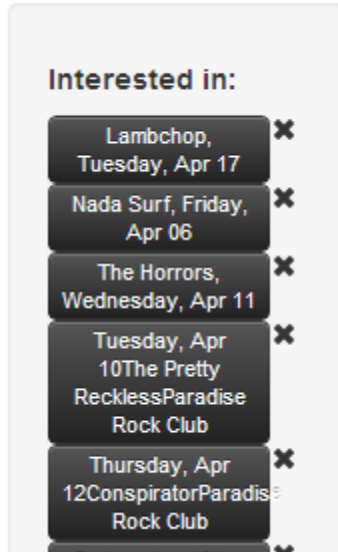 Interested in:
Lambchop,
Tuesday, Apr 17
Nada Surf, Friday,
Apr 06
The Horrors,
Wednesday, Apr 11
Tuesday, Apr
10The Pretty
RecklessParadise
Rock Club
Thursday, Apr
12ConspiratorParadise
Rock Club